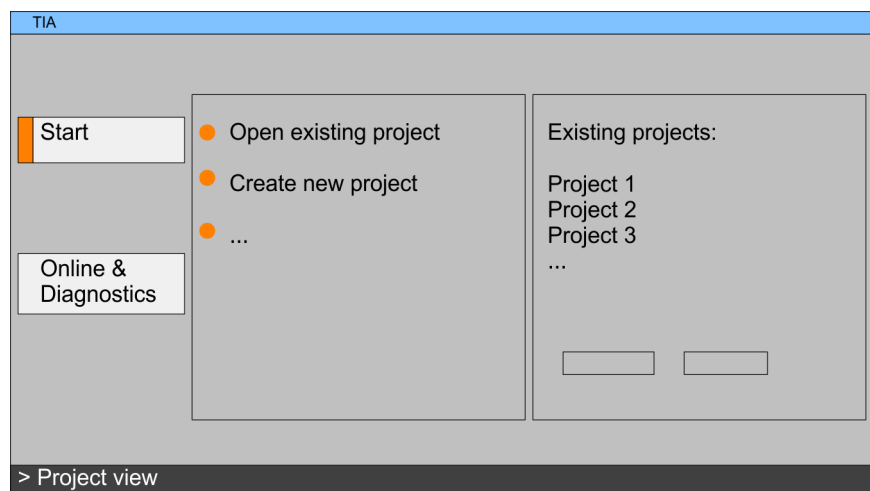 TIA
Start
Online &
Diagnostics
Open existing project
Create new project
...
Existing projects:
Project 1
Project 2
Project 3
...
> Project view